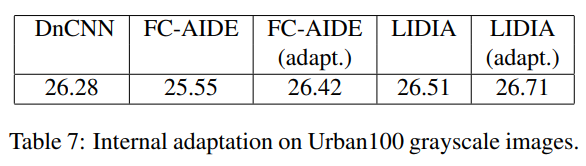 DnCNN FC-AIDE FC-AIDE LIDIA LIDIA
(adapt.) (adapt.)
26.28 25.55 26.42 26.51 26.71
Table 7: Internal adaptation on Urban100 grayscale images.